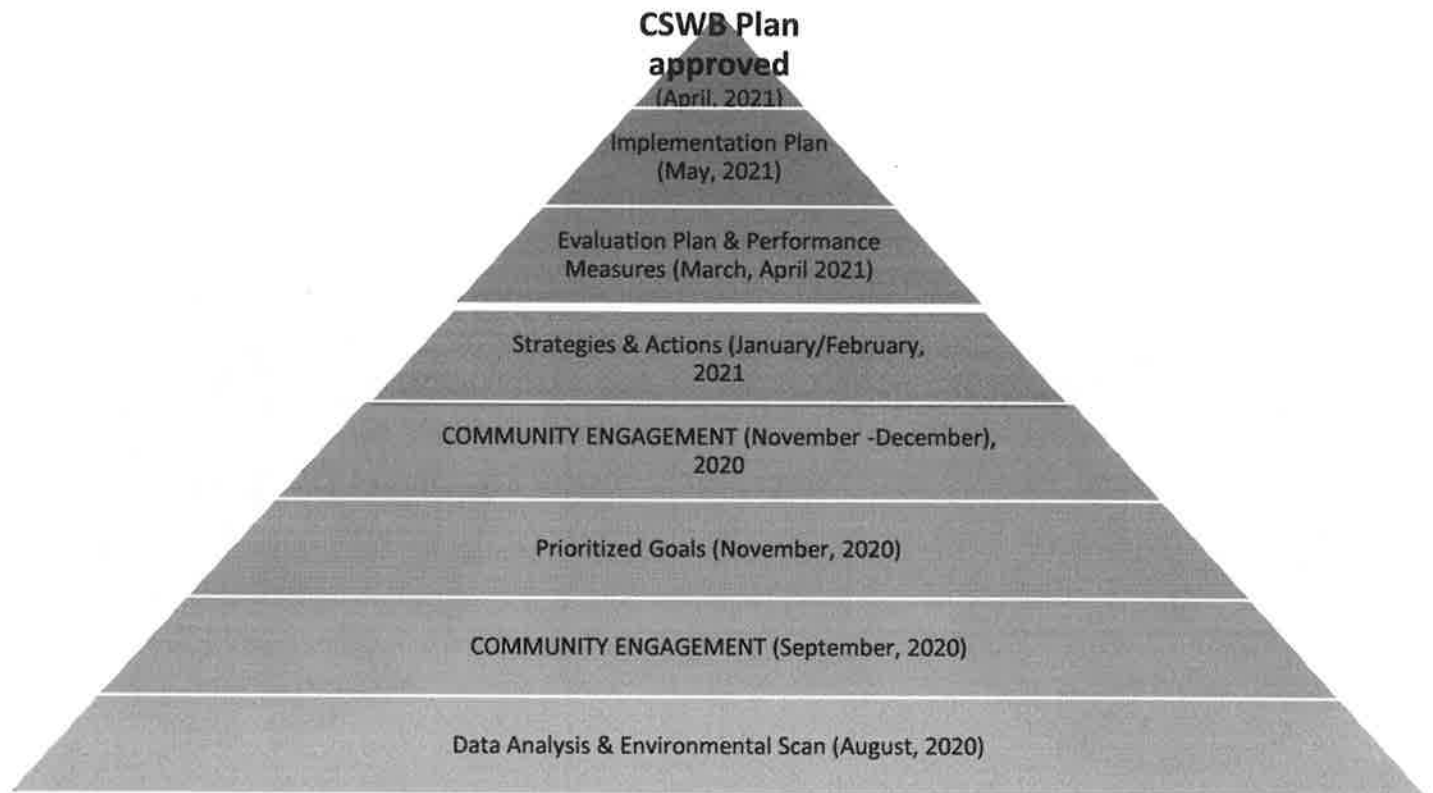 CSWB Plan
approved
(April, 2021)
Implementation Plan
(May, 2021)
Evaluation Plan & Performance
Measures (March, April 2021)
Strategies & Actions (January/February,
2021
COMMUNITY ENGAGEMENT (November -December),
2020
Prioritized Goals (November, 2020)
COMMUNITY ENGAGEMENT (September, 2020)
Data Analysis & Environmental Scan (August, 2020)